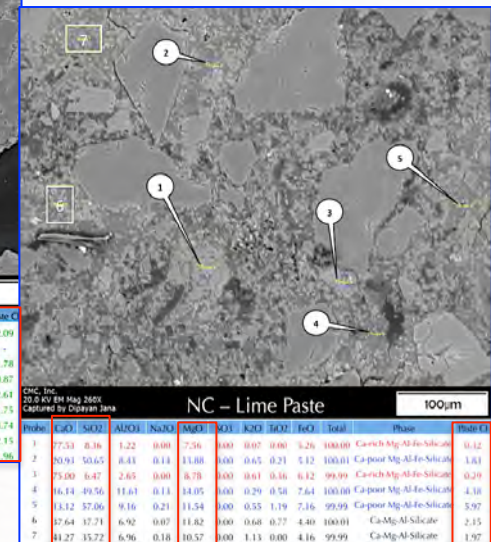 7
2
5
1
6
3
4
CMC, Inc.
20.0 KV EM Mag 260X
Captured by Dipayan Jana
NC – Lime Paste
100μm
Probe CaO SiO2 Al2O3 Na2O MgO SO3 K2O TiO2 FeO Total Phase Paste CI
1 77.53 8.36 1.22 0.00 7.56 0.00 0.07 0.00 5.26 100.00 Ca-rich Mg-Al-Fe-Silicate 0.32
2 20.93 50.65 8.43 0.13 13.88 0.00 0.65 0.21 5.12 100.01 Ca-poor Mg-Al-Fe-Silicate 3.83
3 75.00 6.47 2.65 0.00 8.78 0.00 0.61 0.36 6.12 99.99 Ca-rich Mg-Al-Fe-Silicate 0.29
4 16.14 49.56 11.61 0.13 14.05 0.00 0.29 0.58 7.64 100.00 Ca-poor Mg-Al-Fe-Silicate 4.38
5 13.12 57.06 9.16 0.21 11.54 0.00 0.55 1.19 7.16 99.99 Ca-poor Mg-Al-Fe-Silicate 5.97
6 37.64 37.71 6.92 0.07 11.82 0.00 0.68 0.77 4.40 100.01 Ca-Mg-Al-Silicate 2.15
7 41.27 35.72 6.96 0.18 10.57 0.00 1.13 0.00 4.16 99.99 Ca-Mg-Al-Silicate 1.97